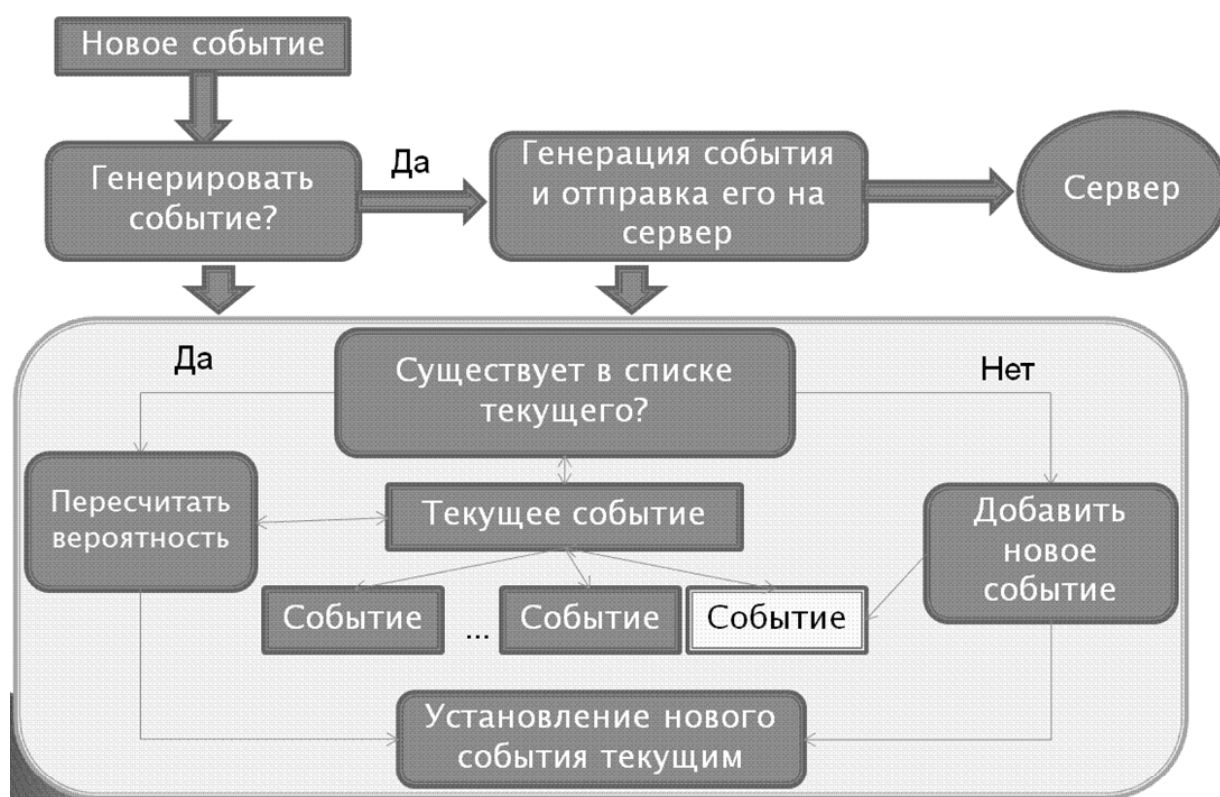 Новое событие
Генерировать
событие?
Да
Генерация события
и отправка его на
сервер
Сервер
Да
Существует в списке
текущего?
Нет
Пересчитать
вероятность
Текущее событие
Добавить
новое
событие
Событие
...
Событие
Событие
Установление нового
события текущим